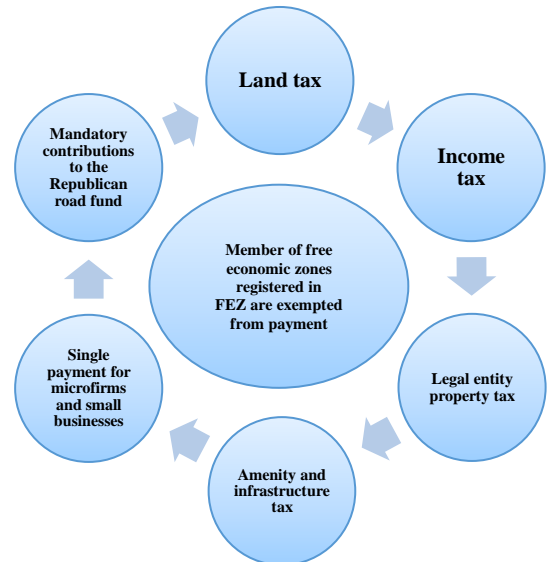 Land tax
Income
tax
Legal entity
property tax
Amenity and
infrastructure
tax
Single
payment for
microfirms
and small
businesses
Mandatory
contributions
to the
Republican
road fund
Member of free
economic zones
registered in
FEZ are exempted
from payment